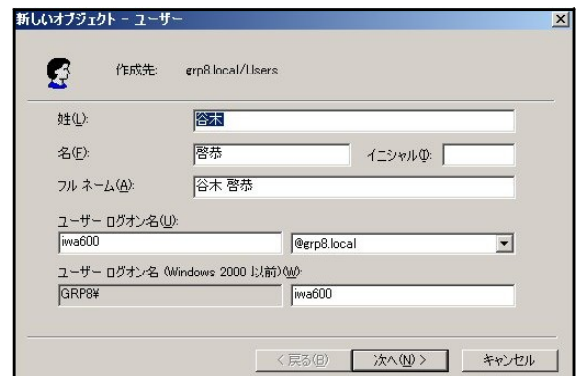 新しいオブジェクト - ユーザー
作成先: grp8.local/Users
姓(L): 谷木
名(F): 啓恭 イニシャル(I):
フル ネーム(A): 谷木 啓恭
ユーザー ログオン名(U):
iwa600 @grp8.local
ユーザー ログオン名 (Windows 2000 以前)(W):
GRP8¥ iwa600
< 戻る(B) 次へ(N) > キャンセル